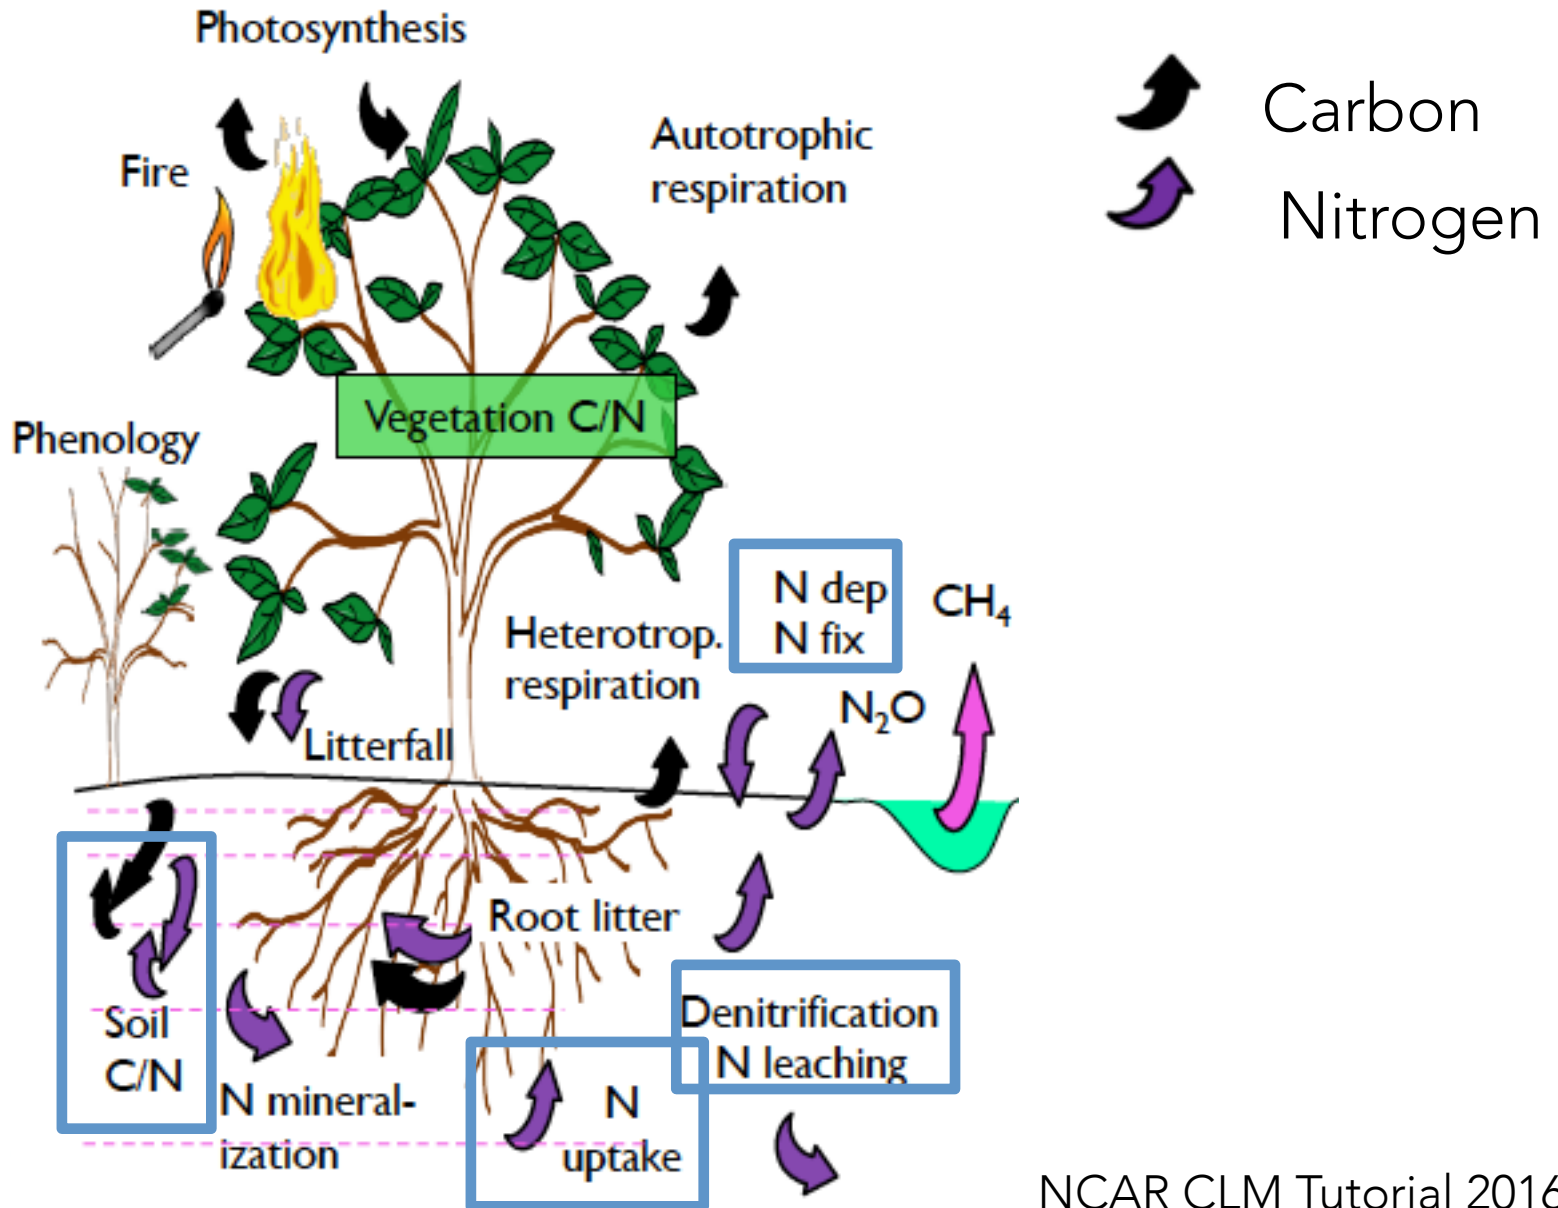 Photosynthesis
Carbon
Autotrophic
respiration
Fire
Nitrogen
Vegetation C/N
Phenology
N dep
N fix
CH₄
Heterotrop.
respiration
N₂O
Litterfall
Root litter
Soil
C/N
Denitrification
N leaching
N mineral-
ization
N
uptake
NCAR CLM Tutorial 2016